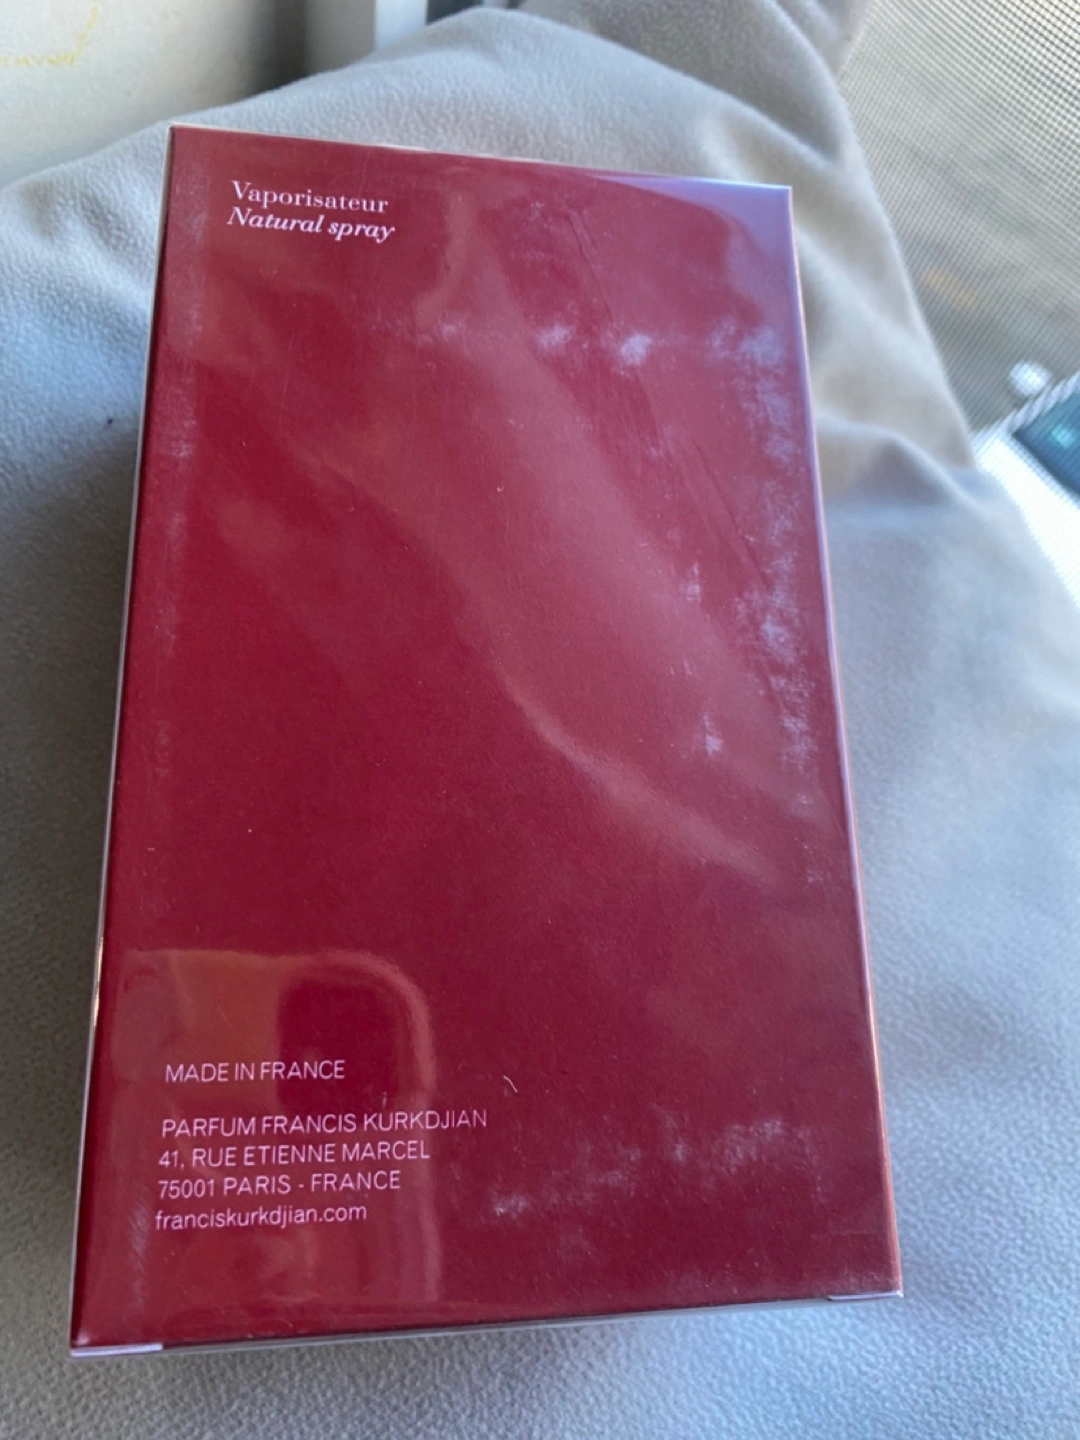 Vaporisateur
Natural spray
MADE IN FRANCE
PARFUM FRANCIS KURKDJIAN
41, RUE ETIENNE MARCEL
75001 PARIS - FRANCE
franciskurkdjian.com